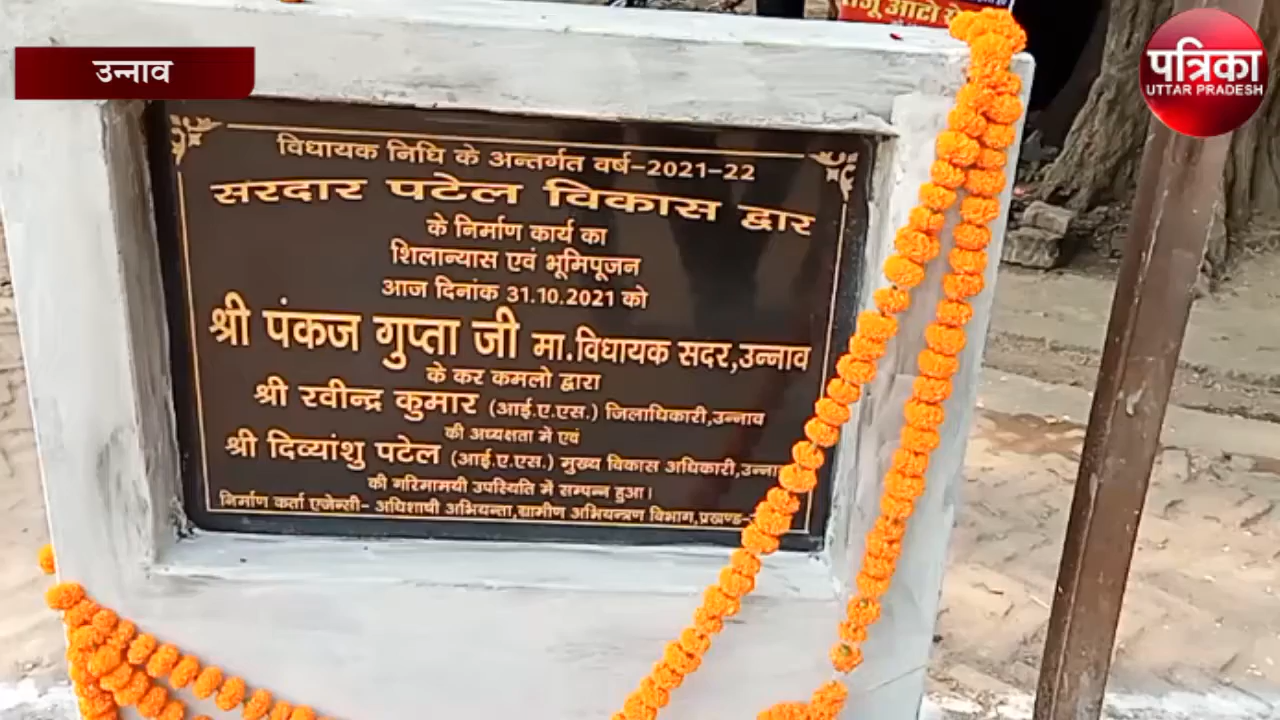 उन्नाव
पत्रिका
UTTAR PRADESH
विधायक निधि के अन्तर्गत वर्ष–2021–22
सरदार पटेल विकास द्वार
के निर्माण कार्य का
शिलान्यास एवं भूमिपूजन
आज दिनांक 31.10.2021 को
श्री पंकज गुप्ता जी मा.विधायक सदर,उन्नाव
के कर कमलो द्वारा
श्री रवीन्द्र कुमार (आई.ए.एस.) जिलाधिकारी,उन्नाव
की अध्यक्षता में एवं
श्री दिव्यांशु पटेल (आई.ए.एस.) मुख्य विकास अधिकारी,उन्ना
की गरिमामयी उपस्थिति में सम्पन्न हुआ।
निर्माण कर्ता एजेन्सी– अधिशाषी अभियन्ता,ग्रामीण अभियन्त्रण विभाग,प्रखण्ड–